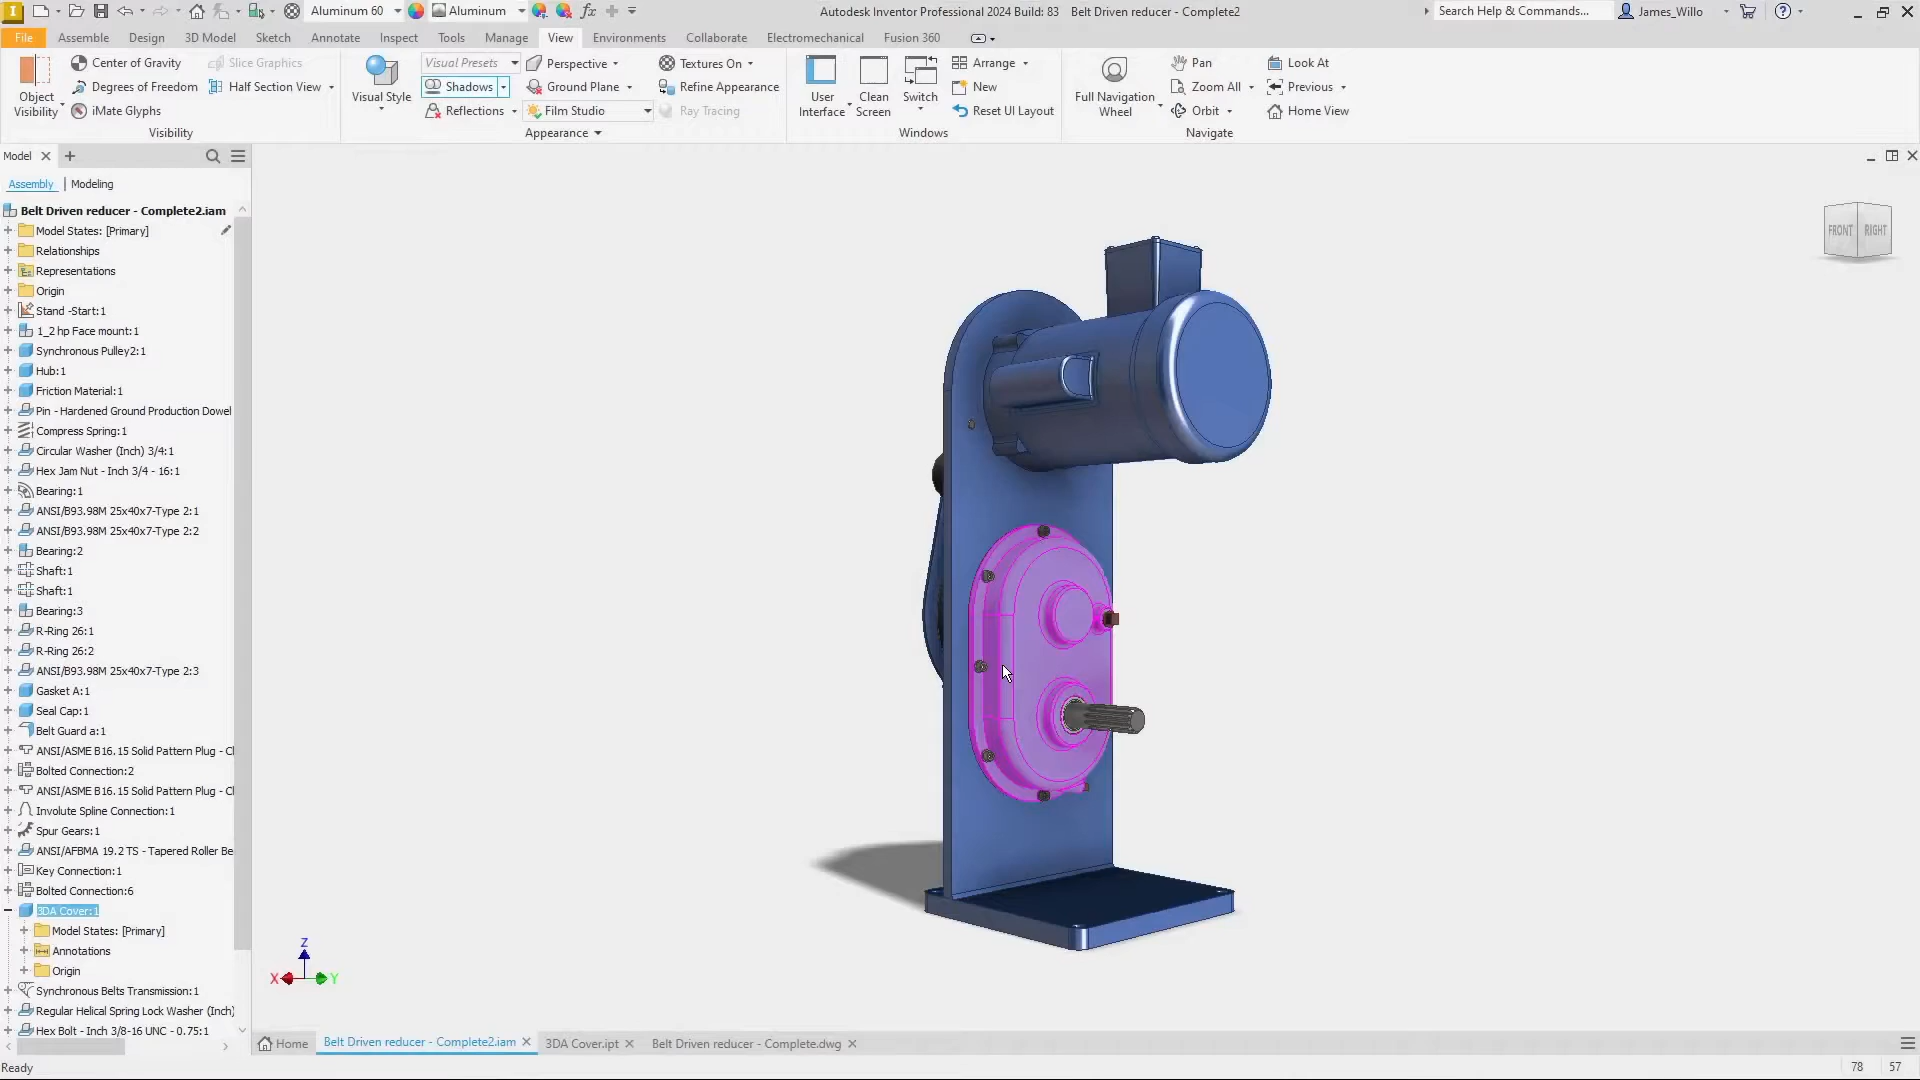 Aluminum 60
Aluminum
fx
Autodesk Inventor Professional 2024 Build: 83 Belt Driven reducer - Complete2
Search Help & Commands...
James_Willo
File Assemble Design 3D Model Sketch Annotate Inspect Tools Manage View Environments Collaborate Electromechanical Fusion 360
Object Visibility
Center of Gravity
Degrees of Freedom
iMate Glyphs
Slice Graphics
Half Section View
Visibility
Visual Style
Visual Presets
Shadows
Reflections
Perspective
Ground Plane
Film Studio
Textures On
Refine Appearance
Ray Tracing
Appearance
User Interface
Clean Screen
Switch
Arrange
New
Reset UI Layout
Windows
Full Navigation Wheel
Pan
Zoom All
Orbit
Look At
Previous
Home View
Navigate
Model
Assembly | Modeling
Belt Driven reducer - Complete2.iam
Model States: [Primary]
Relationships
Representations
Origin
Stand -Start:1
1_2 hp Face mount:1
Synchronous Pulley2:1
Hub:1
Friction Material:1
Pin - Hardened Ground Production Dowel
Compress Spring:1
Circular Washer (Inch) 3/4:1
Hex Jam Nut - Inch 3/4 - 16:1
Bearing:1
ANSI/B93.98M 25x40x7-Type 2:1
ANSI/B93.98M 25x40x7-Type 2:2
Bearing:2
Shaft:1
Shaft:1
Bearing:3
R-Ring 26:1
R-Ring 26:2
ANSI/B93.98M 25x40x7-Type 2:3
Gasket A:1
Seal Cap:1
Belt Guard a:1
ANSI/ASME B16.15 Solid Pattern Plug - Cl
Bolted Connection:2
ANSI/ASME B16.15 Solid Pattern Plug - Cl
Involute Spline Connection:1
Spur Gears:1
ANSI/AFBMA 19.2 TS - Tapered Roller Be
Key Connection:1
Bolted Connection:6
3DA Cover:1
Model States: [Primary]
Annotations
Origin
Synchronous Belts Transmission:1
Regular Helical Spring Lock Washer (Inch)
Hex Bolt - Inch 3/8-16 UNC - 0.75:1
FRONT RIGHT
Z
X Y
Home
Belt Driven reducer - Complete2.iam
3DA Cover.ipt
Belt Driven reducer - Complete.dwg
Ready
78 57